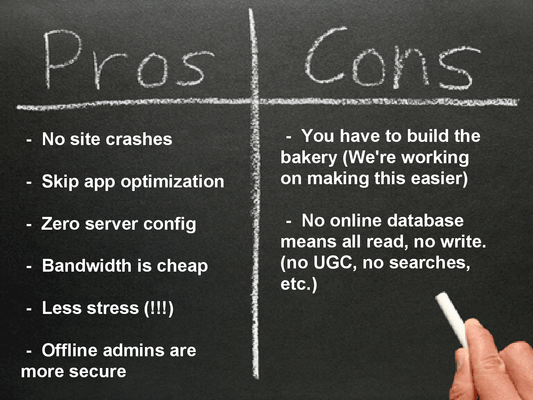 Pros
Cons
- No site crashes
- Skip app optimization
- Zero server config
- Bandwidth is cheap
- Less stress (!!!)
- Offline admins are
more secure
- You have to build the
bakery (We're working
on making this easier)
- No online database
means all read, no write.
(no UGC, no searches,
etc.)